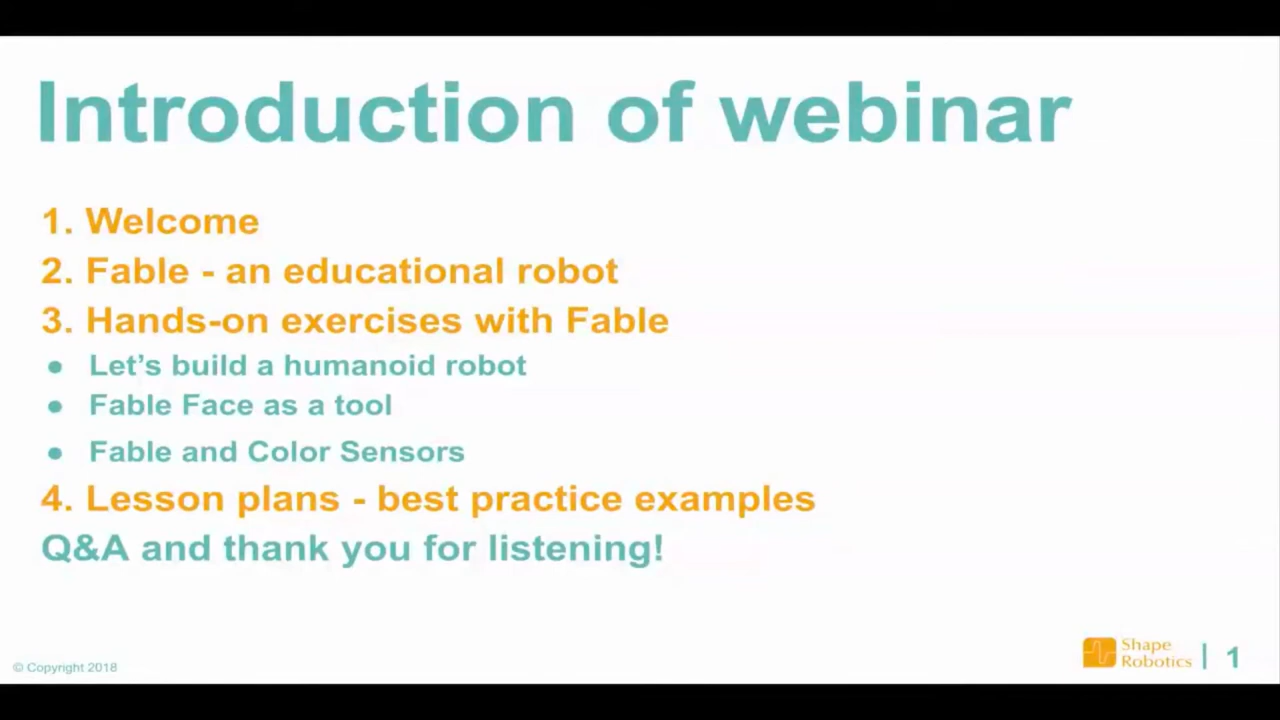 Introduction of webinar
1. Welcome
2. Fable - an educational robot
3. Hands-on exercises with Fable
● Let's build a humanoid robot
● Fable Face as a tool
● Fable and Color Sensors
4. Lesson plans - best practice examples
Q&A and thank you for listening!
© Copyright 2018
Shape
Robotics | 1